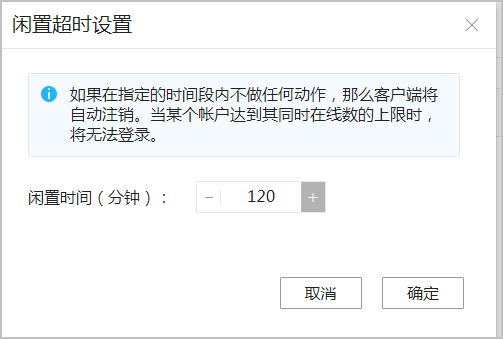 闲置超时设置
如果在指定的时间段内不做任何动作，那么客户端将
自动注销。当某个帐户达到其同时在线数的上限时，
将无法登录。
闲置时间（分钟）： － 120 ＋
取消 确定